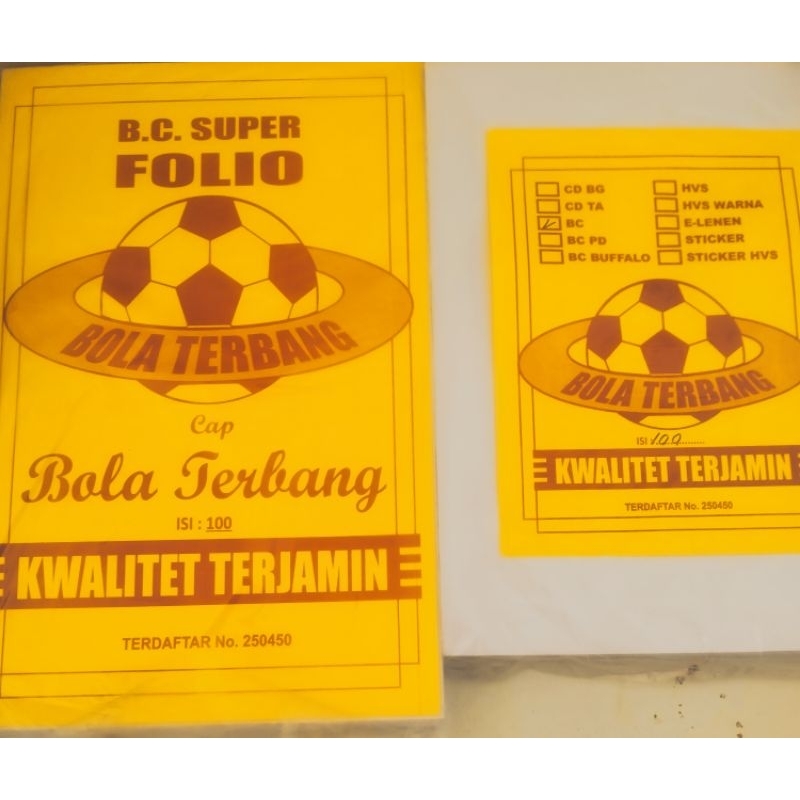 B.C. SUPER
FOLIO
BOLA TERBANG
Cap
Bola Terbang
ISI : 100
KWALITET TERJAMIN
TERDAFTAR No. 250450
CD BG
CD TA
BC
BC PD
BC BUFFALO
HVS
HVS WARNA
E-LENEN
STICKER
STICKER HVS
BOLA TERBANG
ISI :100........
KWALITET TERJAMIN
TERDAFTAR No. 250450